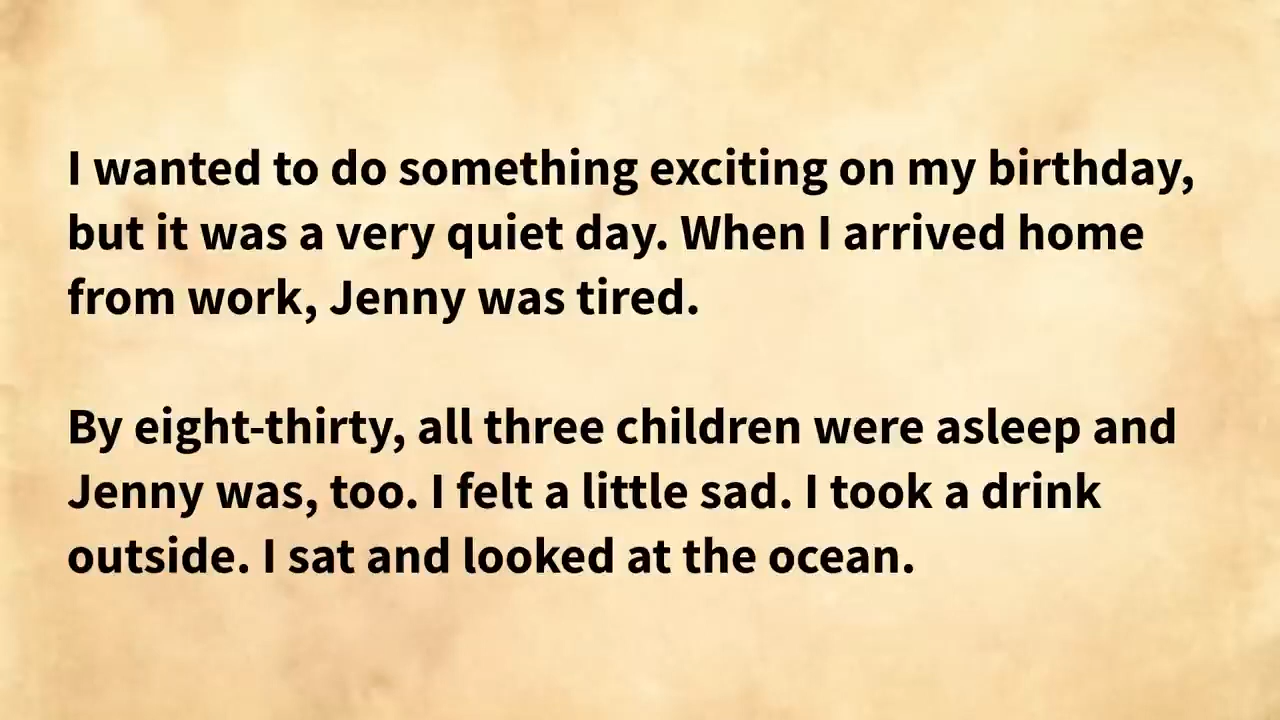 I wanted to do something exciting on my birthday,
but it was a very quiet day. When I arrived home
from work, Jenny was tired.
By eight-thirty, all three children were asleep and
Jenny was, too. I felt a little sad. I took a drink
outside. I sat and looked at the ocean.